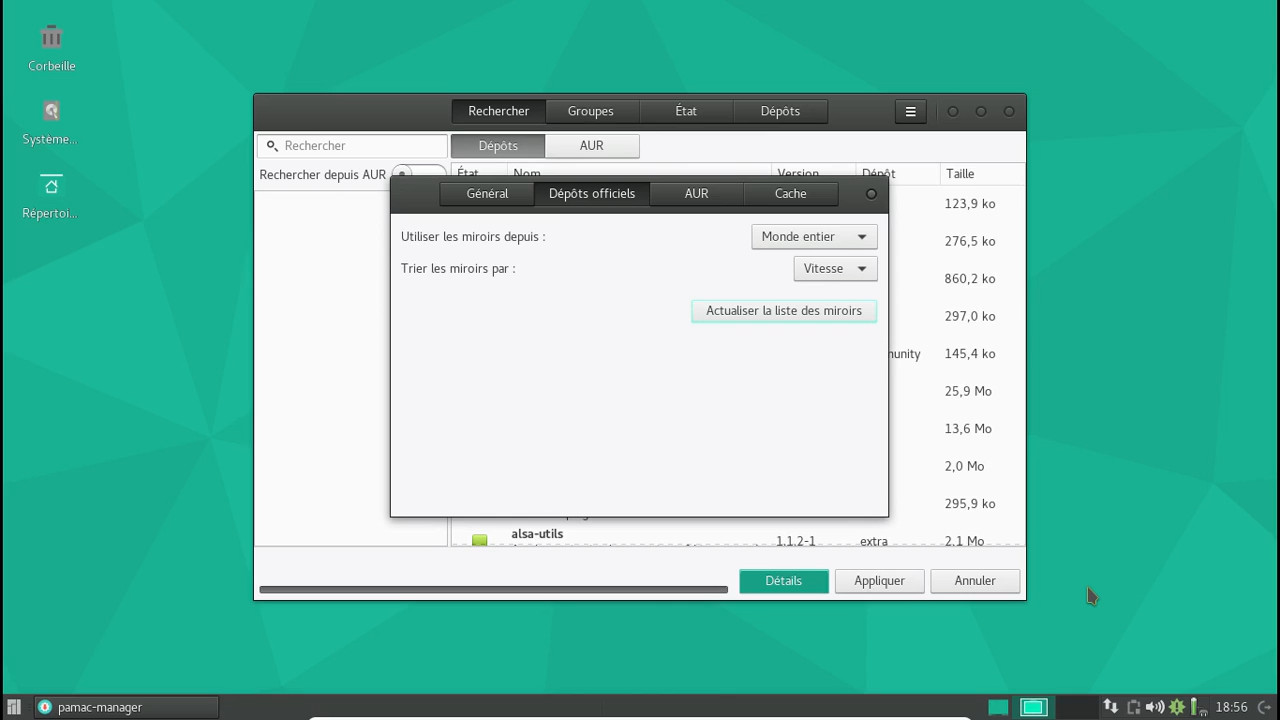 Corbeille
Système...
Répertoi...
Rechercher Groupes État Dépôts
Rechercher Dépôts AUR
Rechercher depuis AUR État Nom Version Dépôt Taille
Général Dépôts officiels AUR Cache
Utiliser les miroirs depuis : Monde entier
Trier les miroirs par : Vitesse
Actualiser la liste des miroirs
123,9 ko
276,5 ko
860,2 ko
297,0 ko
unity 145,4 ko
25,9 Mo
13,6 Mo
2,0 Mo
295,9 ko
alsa-utils 1.1.2-1 extra 2,1 Mo
Détails Appliquer Annuler
pamac-manager 18:56